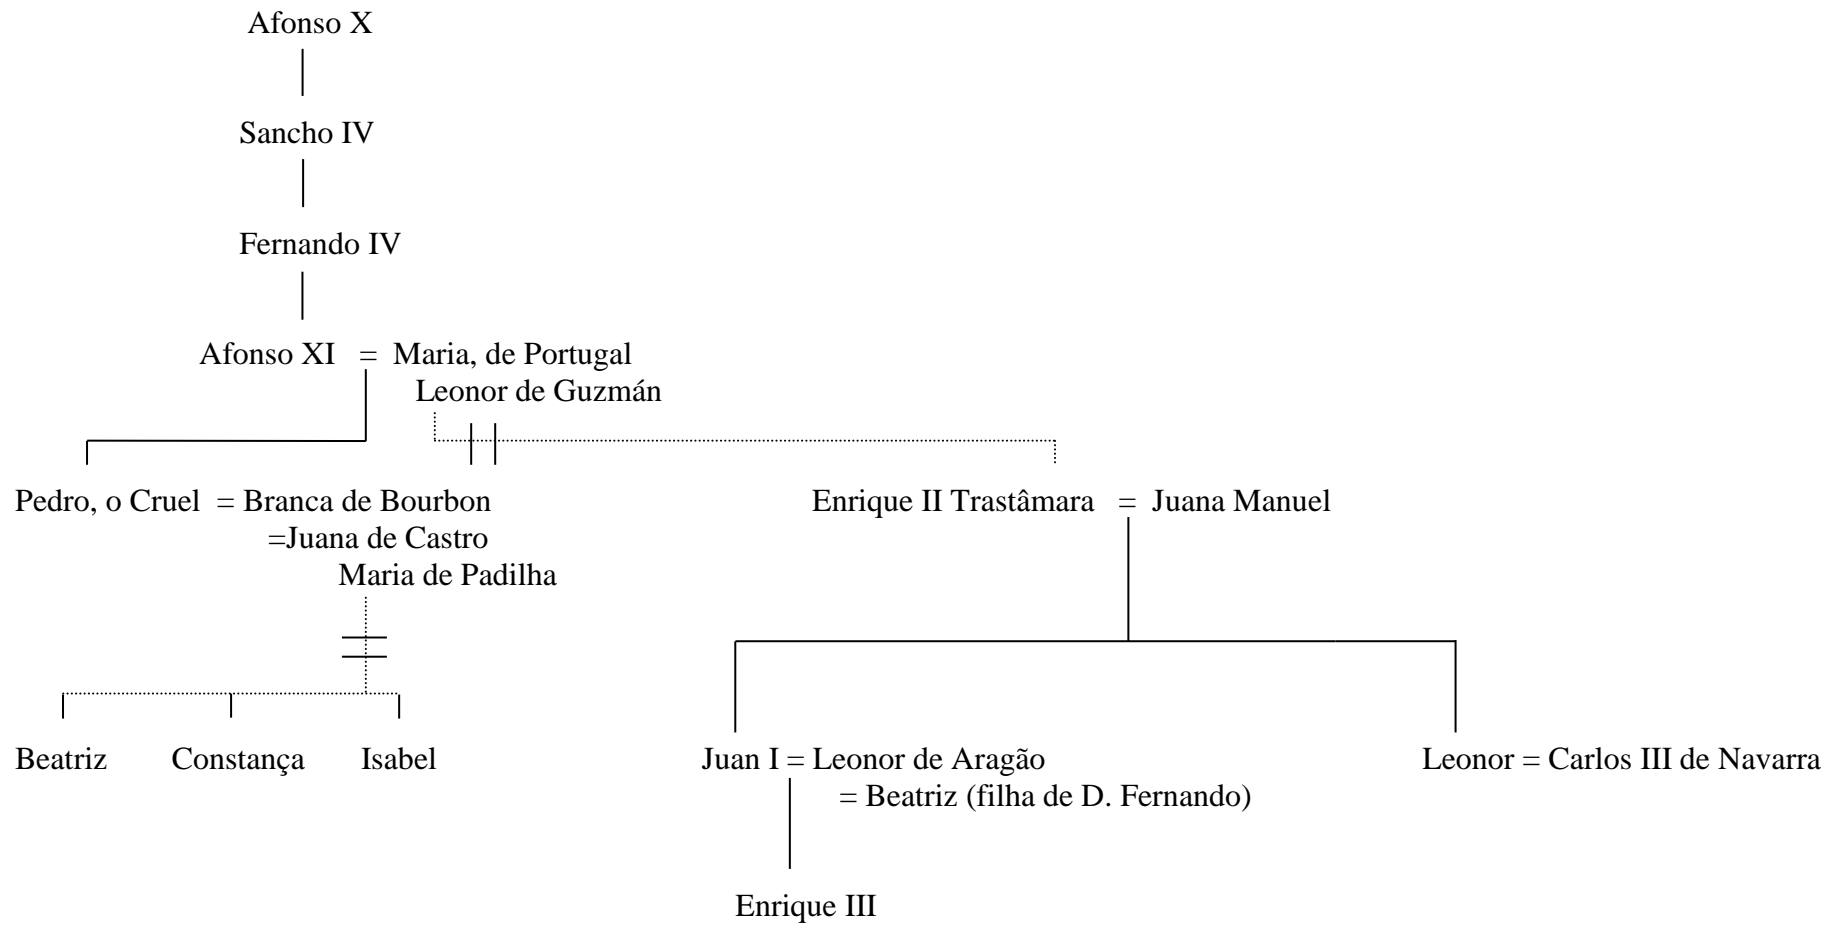 Afonso X
Sancho IV
Fernando IV
Afonso XI = Maria, de Portugal
Leonor de Guzmán
Pedro, o Cruel = Branca de Bourbon
=Juana de Castro
Maria de Padilha
Enrique II Trastâmara = Juana Manuel
Beatriz Constança Isabel
Juan I = Leonor de Aragão
= Beatriz (filha de D. Fernando)
Leonor = Carlos III de Navarra
Enrique III